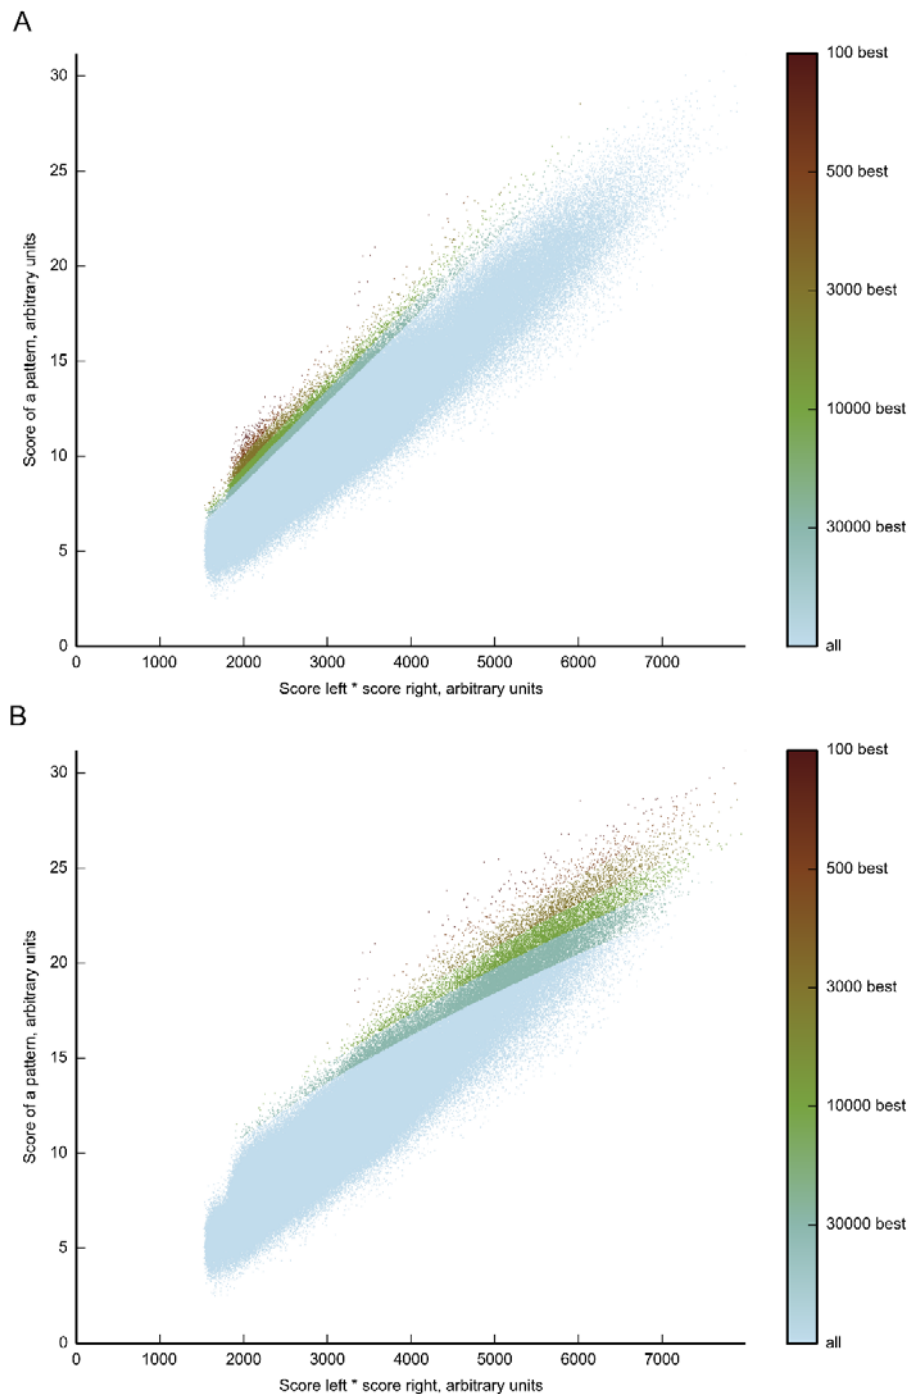 A
30
25
20
15
10
5
0
Score of a pattern, arbitrary units
0 1000 2000 3000 4000 5000 6000 7000
Score left * score right, arbitrary units
100 best
500 best
3000 best
10000 best
30000 best
all
B
30
25
20
15
10
5
0
Score of a pattern, arbitrary units
0 1000 2000 3000 4000 5000 6000 7000
Score left * score right, arbitrary units
100 best
500 best
3000 best
10000 best
30000 best
all